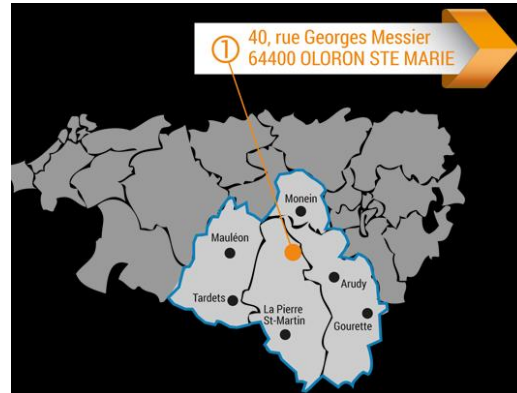 1
40, rue Georges Messier
64400 OLORON STE MARIE
Monein
Mauléon
Arudy
Tardets
La Pierre
St-Martin
Gourette